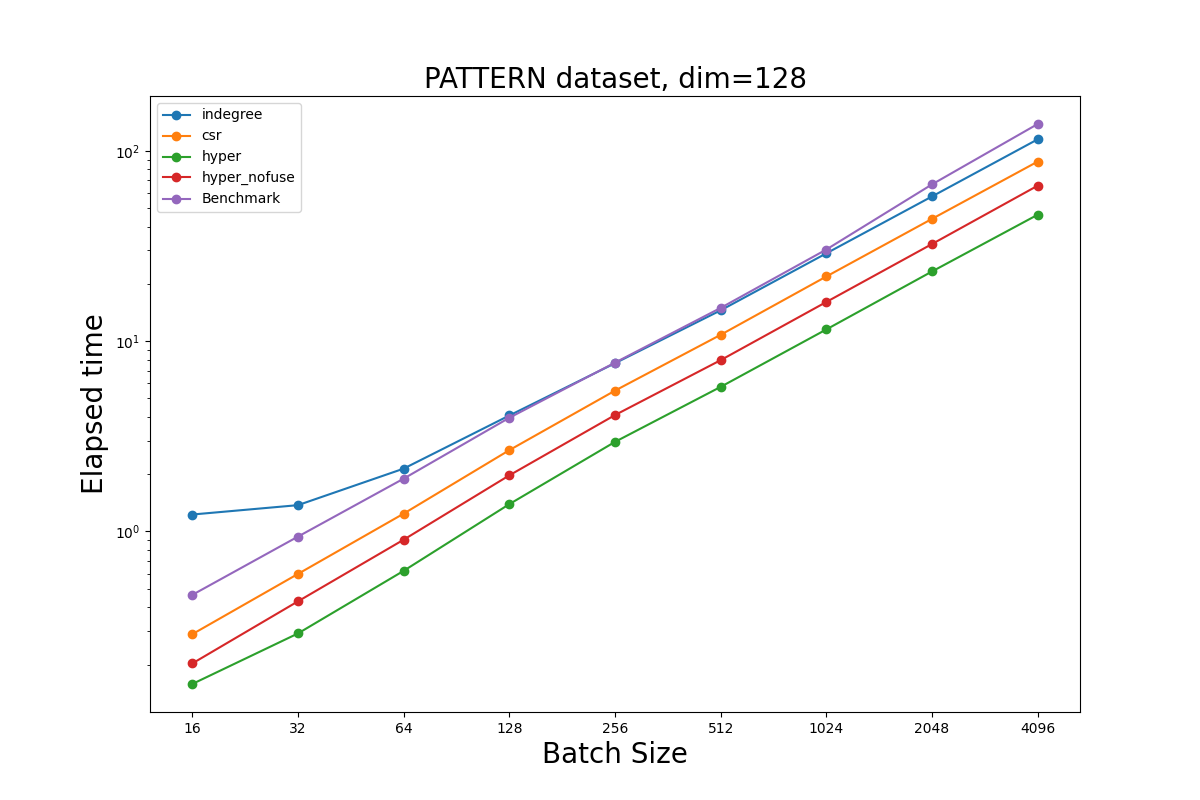 PATTERN dataset, dim=128
indegree
csr
hyper
hyper_nofuse
Benchmark
10²
10¹
10⁰
Elapsed time
16 32 64 128 256 512 1024 2048 4096
Batch Size